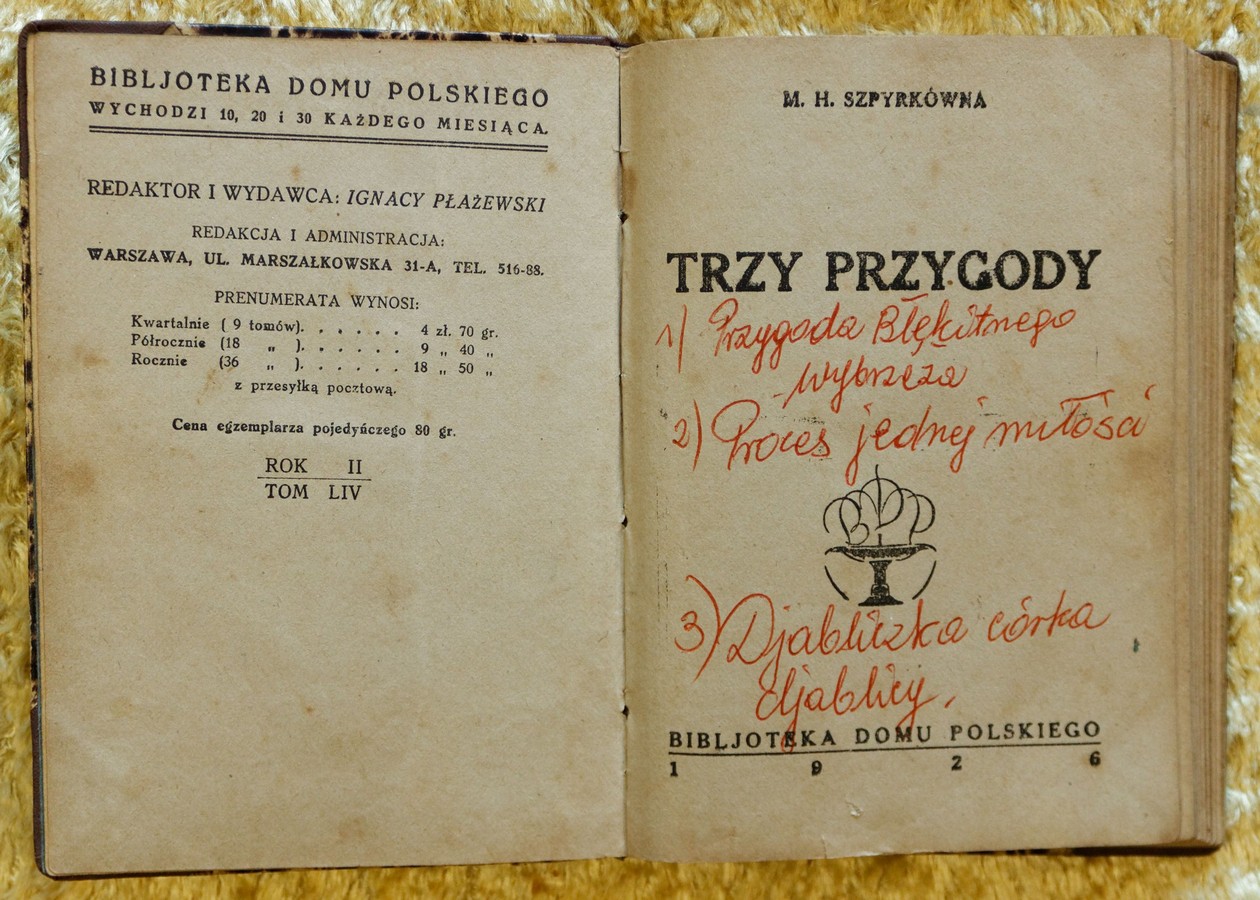 BIBLJOTEKA DOMU POLSKIEGO
WYCHODZI 10, 20 i 30 KAŻDEGO MIESIĄCA.
REDAKTOR I WYDAWCA: IGNACY PŁAŻEWSKI
REDAKCJA I ADMINISTRACJA:
WARSZAWA, UL. MARSZAŁKOWSKA 31-A, TEL. 516-88.
PRENUMERATA WYNOSI:
Kwartalnie ( 9 tomów). . . . . . 4 zł. 70 gr.
Półrocznie (18 „ ). . . . . . 9 „ 40 „
Rocznie (36 „ ). . . . . . 18 „ 50 „
z przesyłką pocztową.
Cena egzemplarza pojedyńczego 80 gr.
ROK II
TOM LIV
M. H. SZPYRKÓWNA
TRZY PRZYGODY
1) Przygoda Błękitnego
wybrzeża
2) Proces jednej miłości
BDP
3) Djabliczka córka
djablicy.
BIBLJOTEKA DOMU POLSKIEGO
1 9 2 6